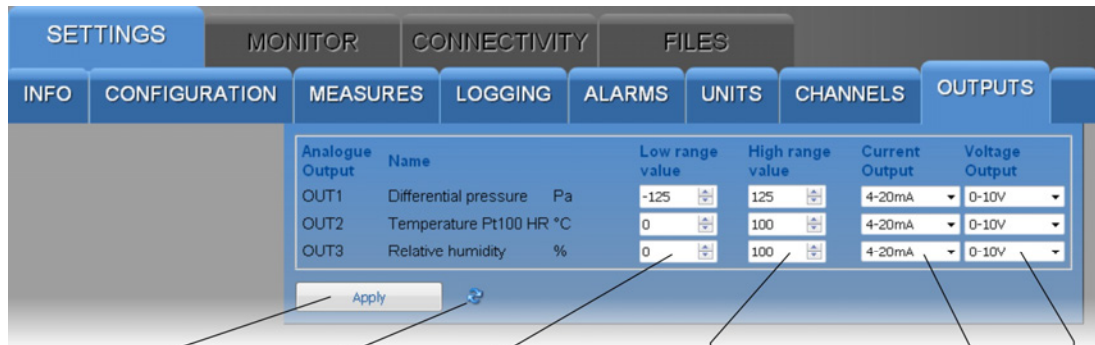 SETTINGS MONITOR CONNECTIVITY FILES
INFO CONFIGURATION MEASURES LOGGING ALARMS UNITS CHANNELS OUTPUTS
Analogue Output Name Low range value High range value Current Output Voltage Output
OUT1 Differential pressure Pa -125 125 4-20mA 0-10V
OUT2 Temperature Pt100 HR °C 0 100 4-20mA 0-10V
OUT3 Relative humidity % 0 100 4-20mA 0-10V
Apply